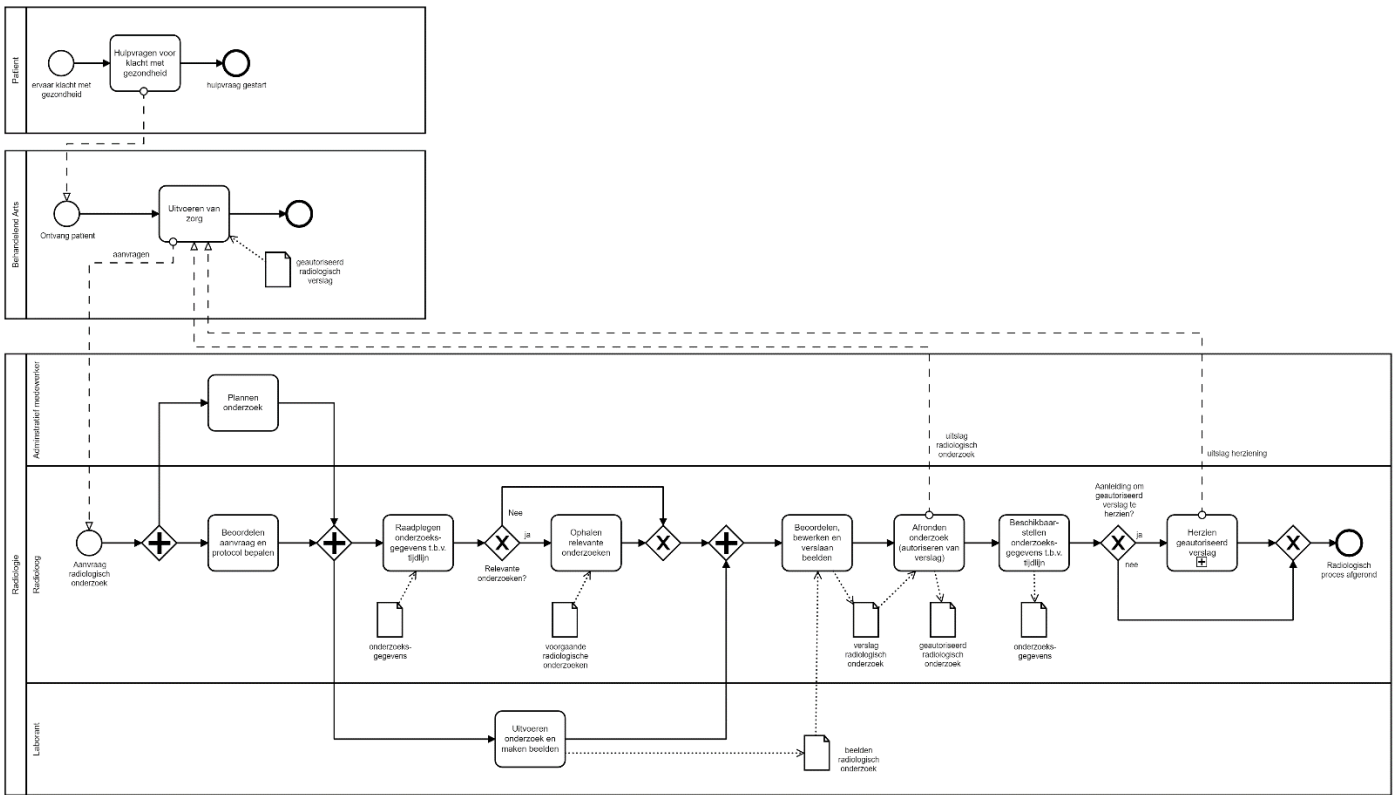 Patient
ervaar klacht met
gezondheid
Hulpvragen voor
klacht met
gezondheid
hulpvraag gestart
Behandelend Arts
Ontvang patient
Uitvoeren van
zorg
aanvragen
geautoriseerd
radiologisch
verslag
Radiologie
Adminstratief medewerker
Plannen
onderzoek
uitslag
radiologisch
onderzoek
uitslag herziening
Radioloog
Aanvraag
radiologisch
onderzoek
Beoordelen
aanvraag en
protocol bepalen
Raadplegen
onderzoeks-
gegevens t.b.v.
tijdlijn
onderzoeks-
gegevens
Nee
ja
Relevante
onderzoeken?
Ophalen
relevante
onderzoeken
voorgaande
radiologische
onderzoeken
Beoordelen,
bewerken en
verslaan
beelden
verslag
radiologisch
onderzoek
Afronden
onderzoek
(autoriseren van
verslag)
geautoriseerd
radiologisch
onderzoek
Beschikbaar-
stellen
onderzoeks-
gegevens t.b.v.
tijdlijn
onderzoeks-
gegevens
Aanleiding om
geautoriseerd
verslag te
herzien?
ja
nee
Herzien
geautoriseerd
verslag
Radiologisch
proces afgerond
Laborant
Uitvoeren
onderzoek en
maken beelden
beelden
radiologisch
onderzoek